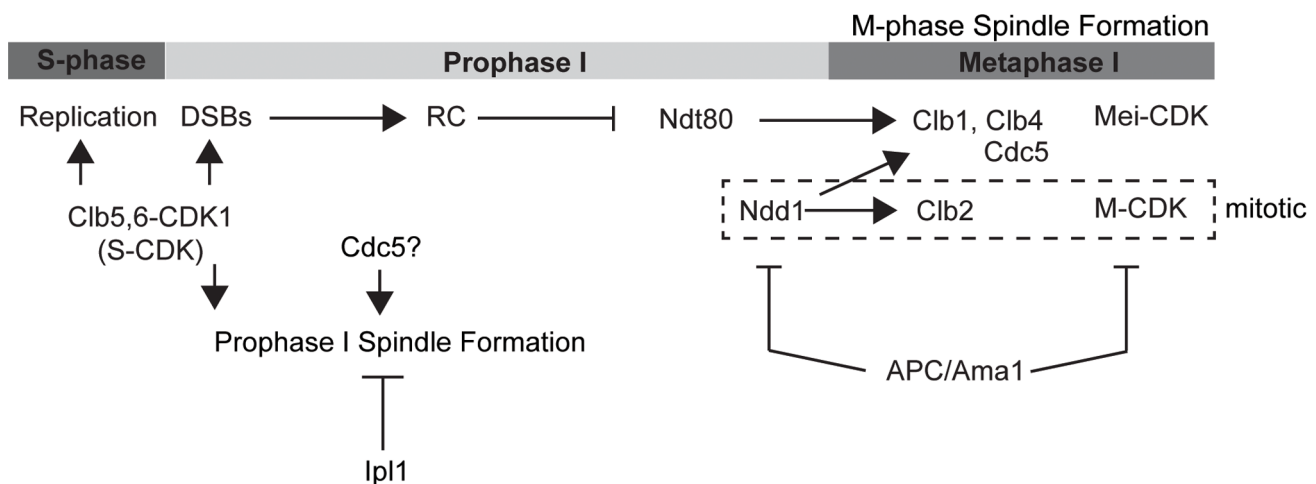 M-phase Spindle Formation
S-phase
Prophase I
Metaphase I
Replication
DSBs
RC
Ndt80
Clb1, Clb4
Cdc5
Mei-CDK
Clb5,6-CDK1
(S-CDK)
Ndd1
Clb2
M-CDK
mitotic
Cdc5?
Prophase I Spindle Formation
APC/Ama1
Ipl1